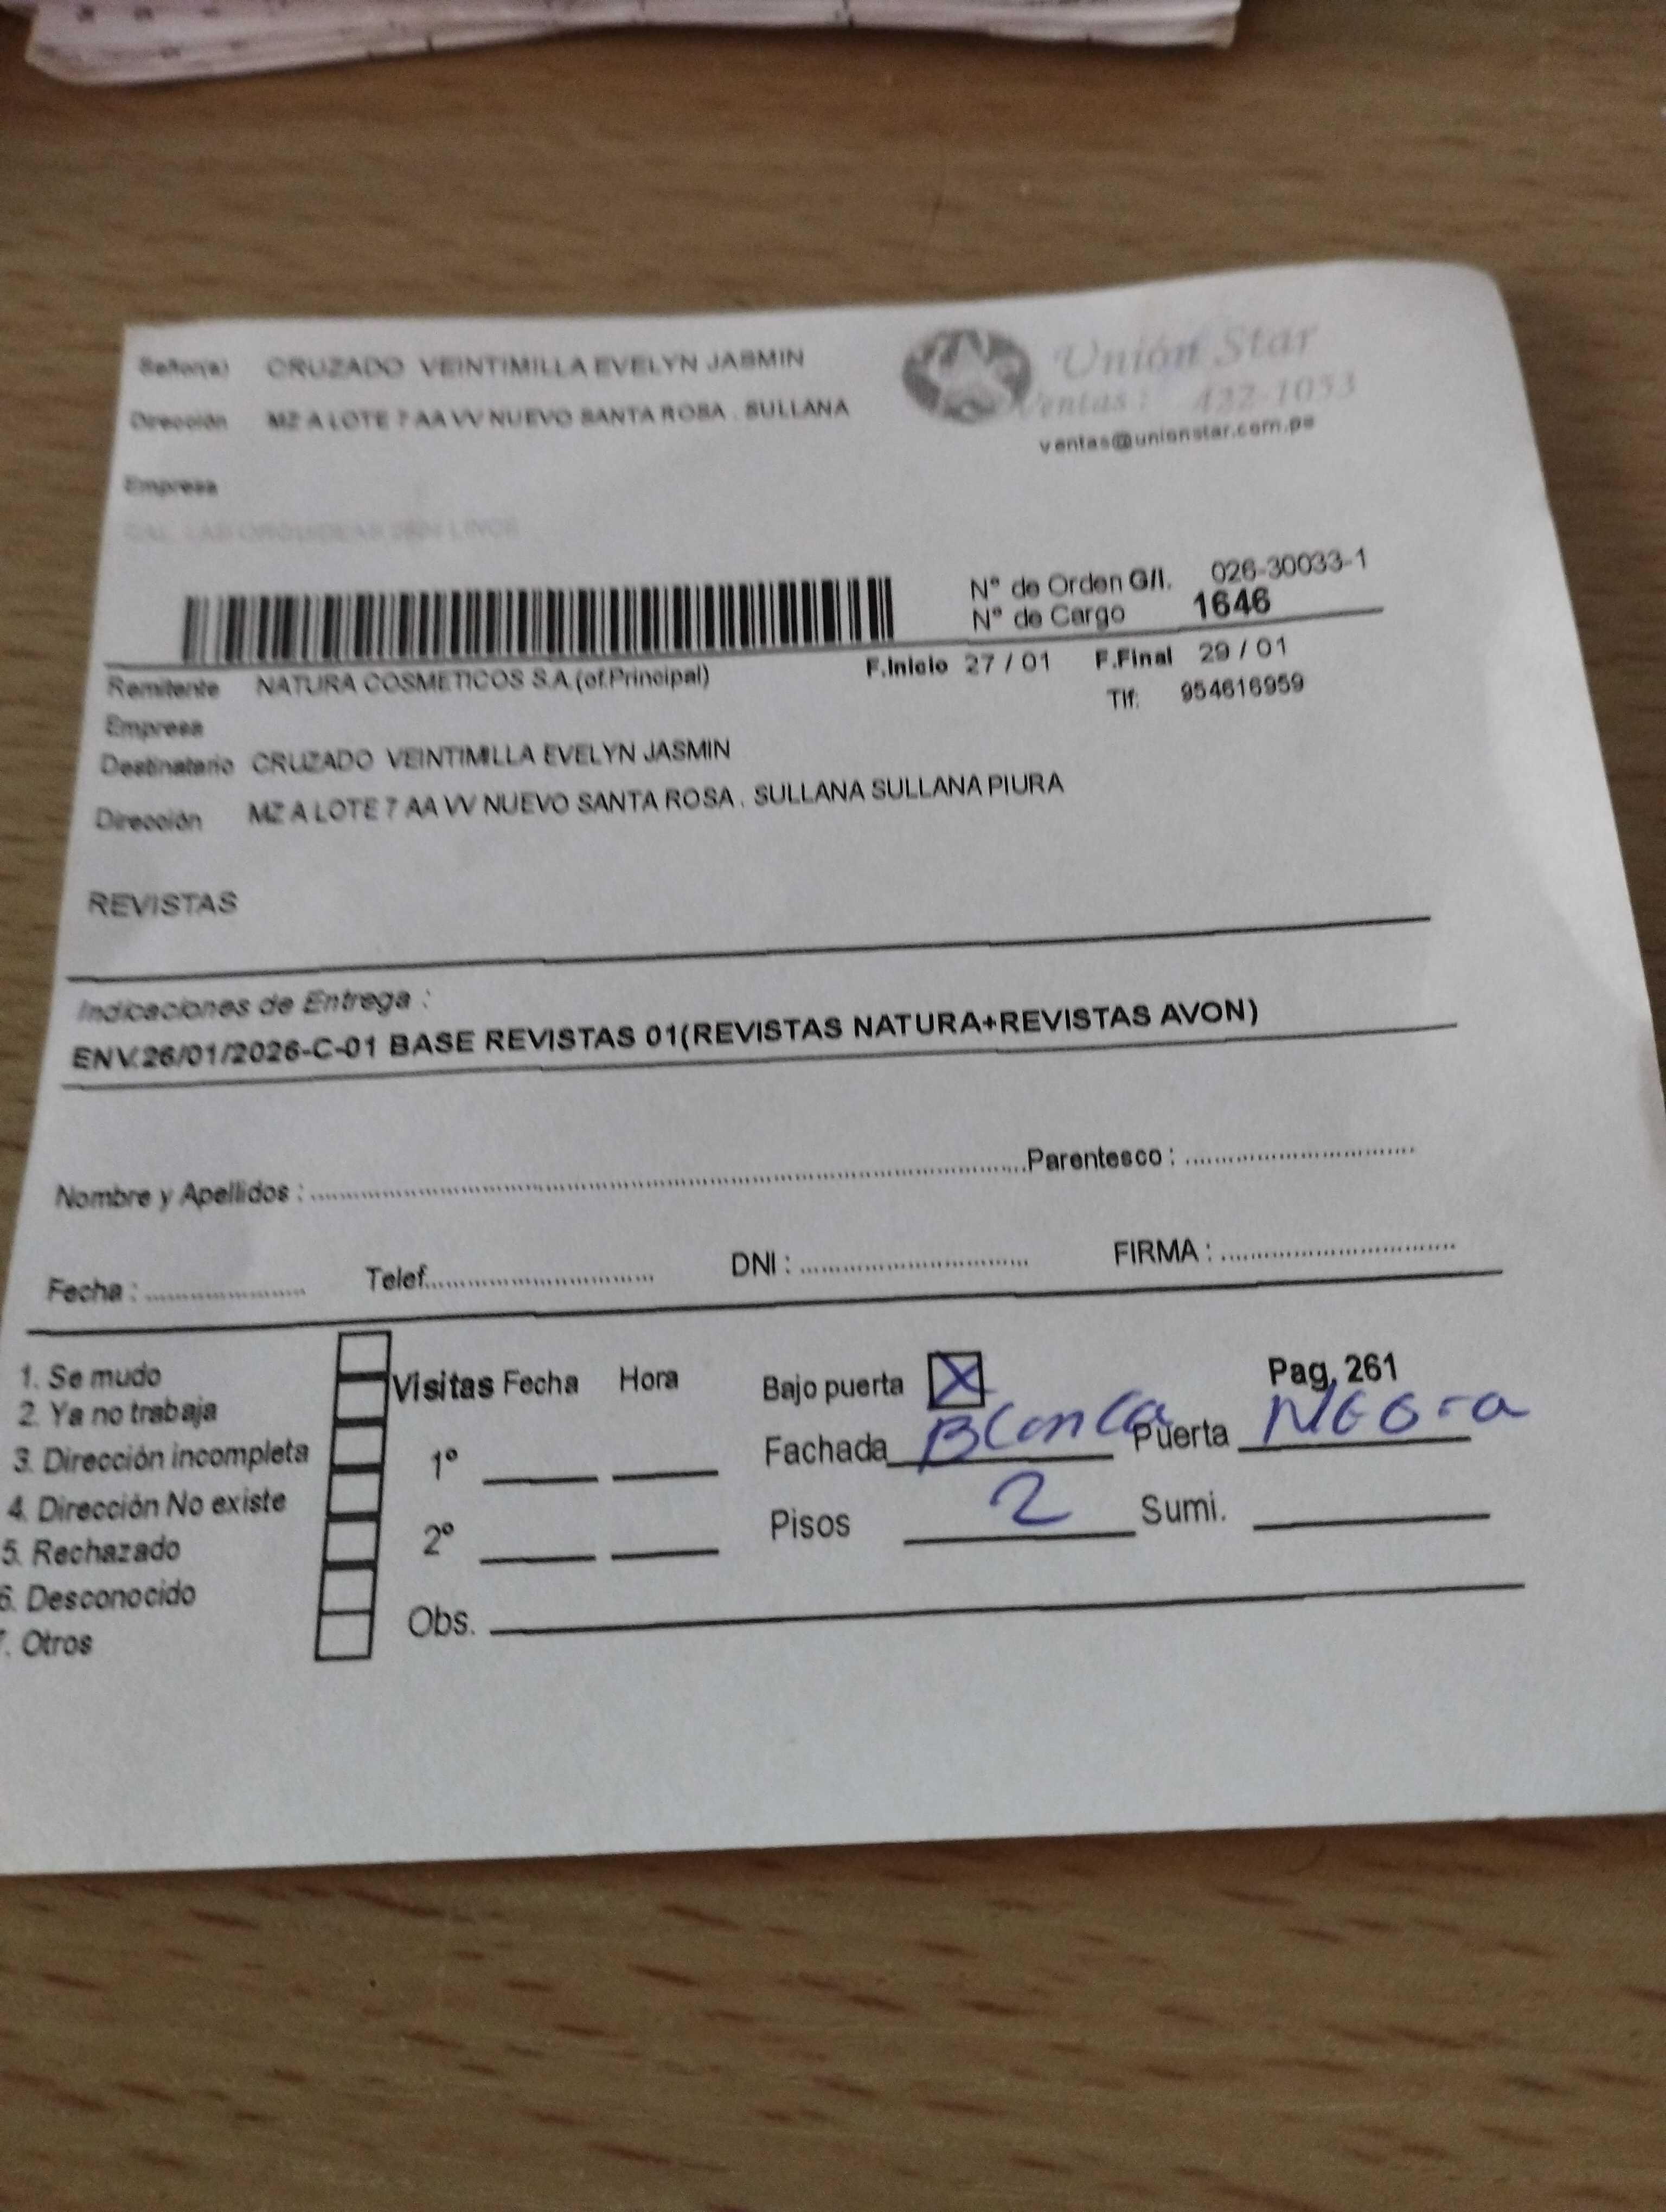 Señor(a) CRUZADO VEINTIMILLA EVELYN JASMIN
Dirección MZ A LOTE 7 AA VV NUEVO SANTA ROSA . SULLANA
Empresa
Unión Star
Ventas : 422-1053
ventas@unionstar.com.pe
N° de Orden G/I. 026-30033-1
N° de Cargo 1646
F.Inicio 27 / 01 F.Final 29 / 01
Remitente NATURA COSMETICOS S.A.(of.Principal)
Tlf: 954616959
Empresa
Destinatario CRUZADO VEINTIMILLA EVELYN JASMIN
Dirección MZ A LOTE 7 AA VV NUEVO SANTA ROSA . SULLANA SULLANA PIURA
REVISTAS
Indicaciones de Entrega :
ENV.26/01/2026-C-01 BASE REVISTAS 01(REVISTAS NATURA+REVISTAS AVON)
Nombre y Apellidos : Parentesco :
Fecha : Telef. DNI : FIRMA :
1. Se mudo
2. Ya no trabaja
3. Dirección incompleta
4. Dirección No existe
5. Rechazado
6. Desconocido
7. Otros
Visitas Fecha Hora
1°
2°
Obs.
Bajo puerta X Pag. 261
Fachada Blanca Puerta Negra
Pisos 2 Sumi.